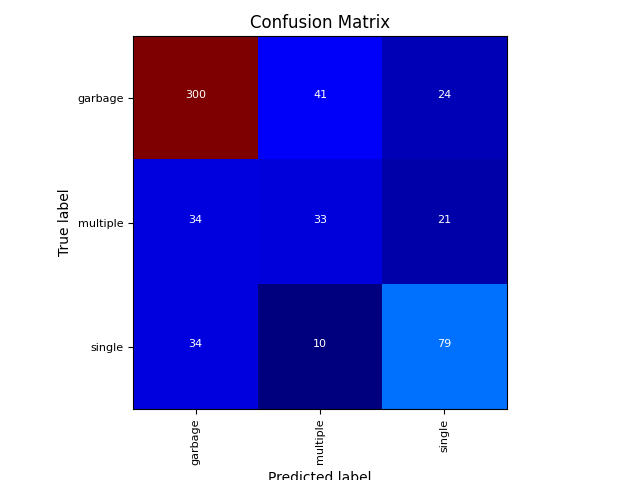 Confusion Matrix
garbage 300 41 24
multiple 34 33 21
single 34 10 79
True label
garbage multiple single
Predicted label